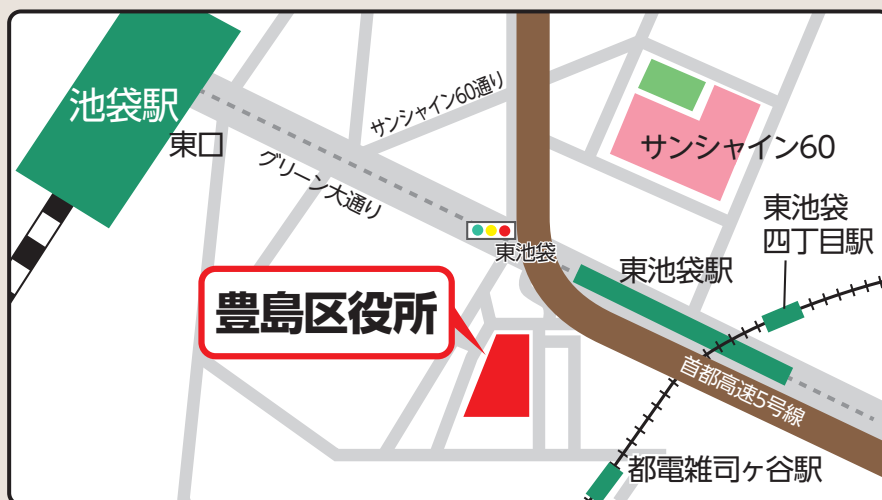 池袋駅
東口
サンシャイン60通り
グリーン大通り
サンシャイン60
東池袋
四丁目駅
東池袋
東池袋駅
豊島区役所
首都高速5号線
都電雑司ヶ谷駅